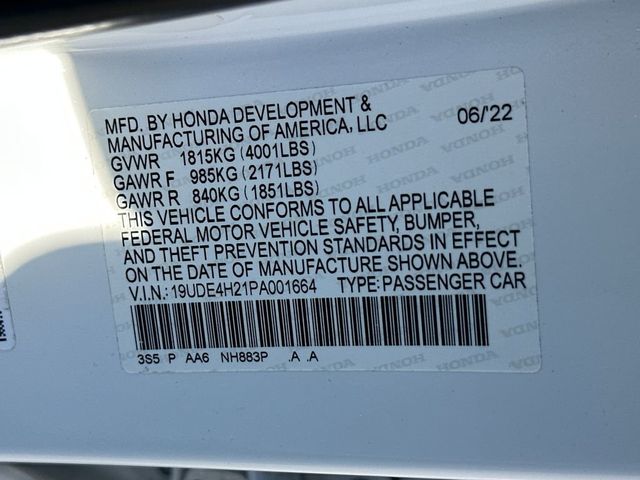 MFD. BY HONDA DEVELOPMENT & 06/'22
MANUFACTURING OF AMERICA, LLC
GVWR 1815KG (4001LBS)
GAWR F 985KG (2171LBS)
GAWR R 840KG (1851LBS)
THIS VEHICLE CONFORMS TO ALL APPLICABLE
FEDERAL MOTOR VEHICLE SAFETY, BUMPER,
AND THEFT PREVENTION STANDARDS IN EFFECT
ON THE DATE OF MANUFACTURE SHOWN ABOVE.
V.I.N.: 19UDE4H21PA001664 TYPE:PASSENGER CAR
3S5 P AA6 NH883P .A .A